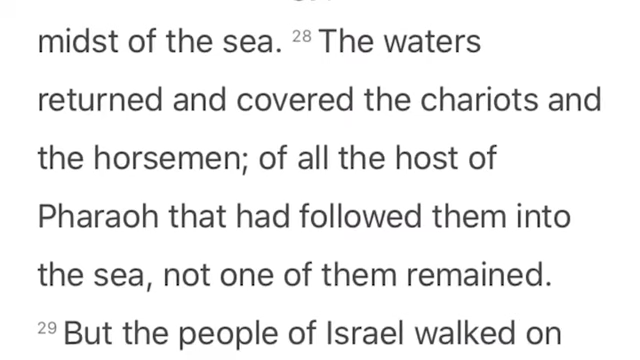 midst of the sea. 28 The waters
returned and covered the chariots and
the horsemen; of all the host of
Pharaoh that had followed them into
the sea, not one of them remained.
29 But the people of Israel walked on